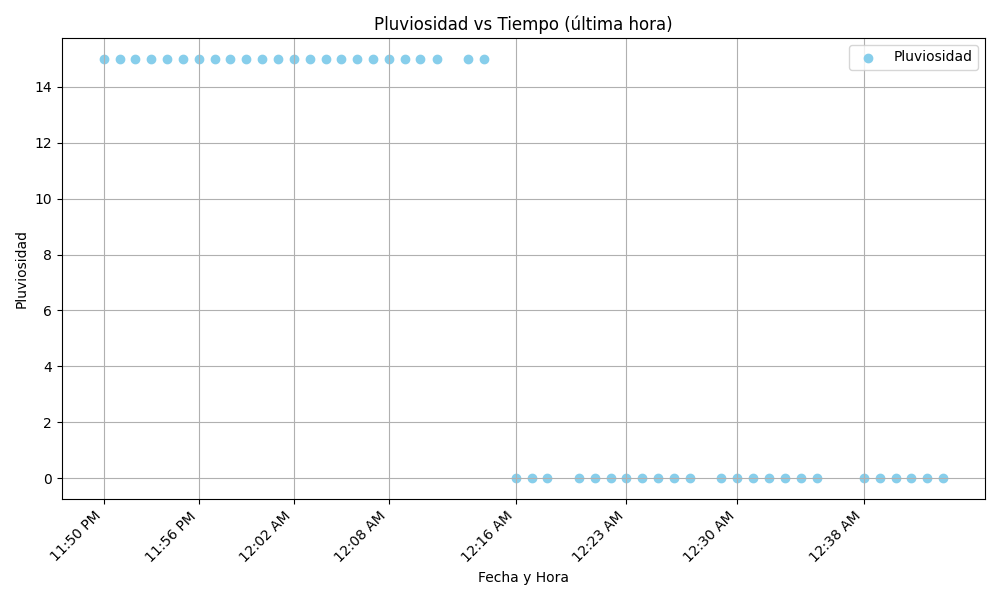 Pluviosidad vs Tiempo (última hora)
Pluviosidad
14
12
10
8
6
4
2
0
Pluviosidad
11:50 PM
11:56 PM
12:02 AM
12:08 AM
12:16 AM
12:23 AM
12:30 AM
12:38 AM
Fecha y Hora